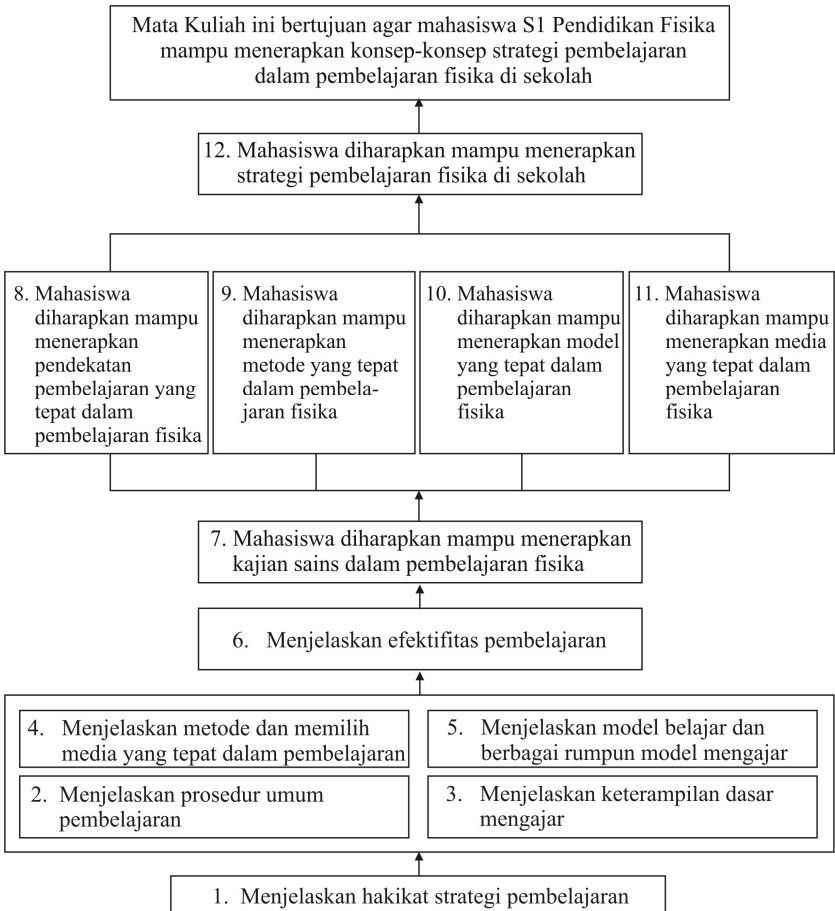 Mata Kuliah ini bertujuan agar mahasiswa S1 Pendidikan Fisika
mampu menerapkan konsep-konsep strategi pembelajaran
dalam pembelajaran fisika di sekolah
12. Mahasiswa diharapkan mampu menerapkan
strategi pembelajaran fisika di sekolah
8. Mahasiswa
diharapkan mampu
menerapkan
pendekatan
pembelajaran yang
tepat dalam
pembelajaran fisika
9. Mahasiswa
diharapkan mampu
menerapkan
metode yang tepat
dalam pembela-
jaran fisika
10. Mahasiswa
diharapkan mampu
menerapkan model
yang tepat dalam
pembelajaran
fisika
11. Mahasiswa
diharapkan mampu
menerapkan media
yang tepat dalam
pembelajaran
fisika
7. Mahasiswa diharapkan mampu menerapkan
kajian sains dalam pembelajaran fisika
6. Menjelaskan efektifitas pembelajaran
4. Menjelaskan metode dan memilih
media yang tepat dalam pembelajaran
5. Menjelaskan model belajar dan
berbagai rumpun model mengajar
2. Menjelaskan prosedur umum
pembelajaran
3. Menjelaskan keterampilan dasar
mengajar
1. Menjelaskan hakikat strategi pembelajaran